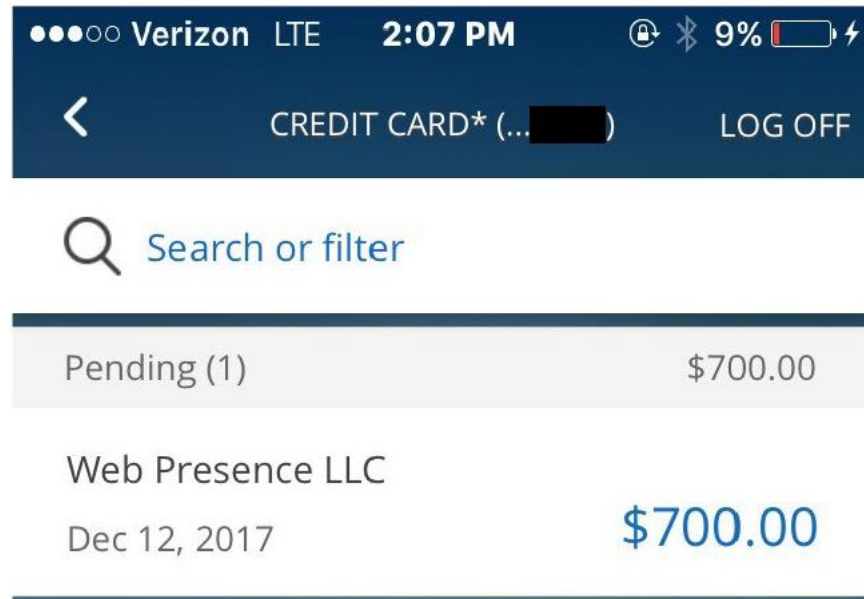 Verizon LTE 2:07 PM 9%
CREDIT CARD* (... ) LOG OFF
Search or filter
Pending (1) $700.00
Web Presence LLC
Dec 12, 2017 $700.00